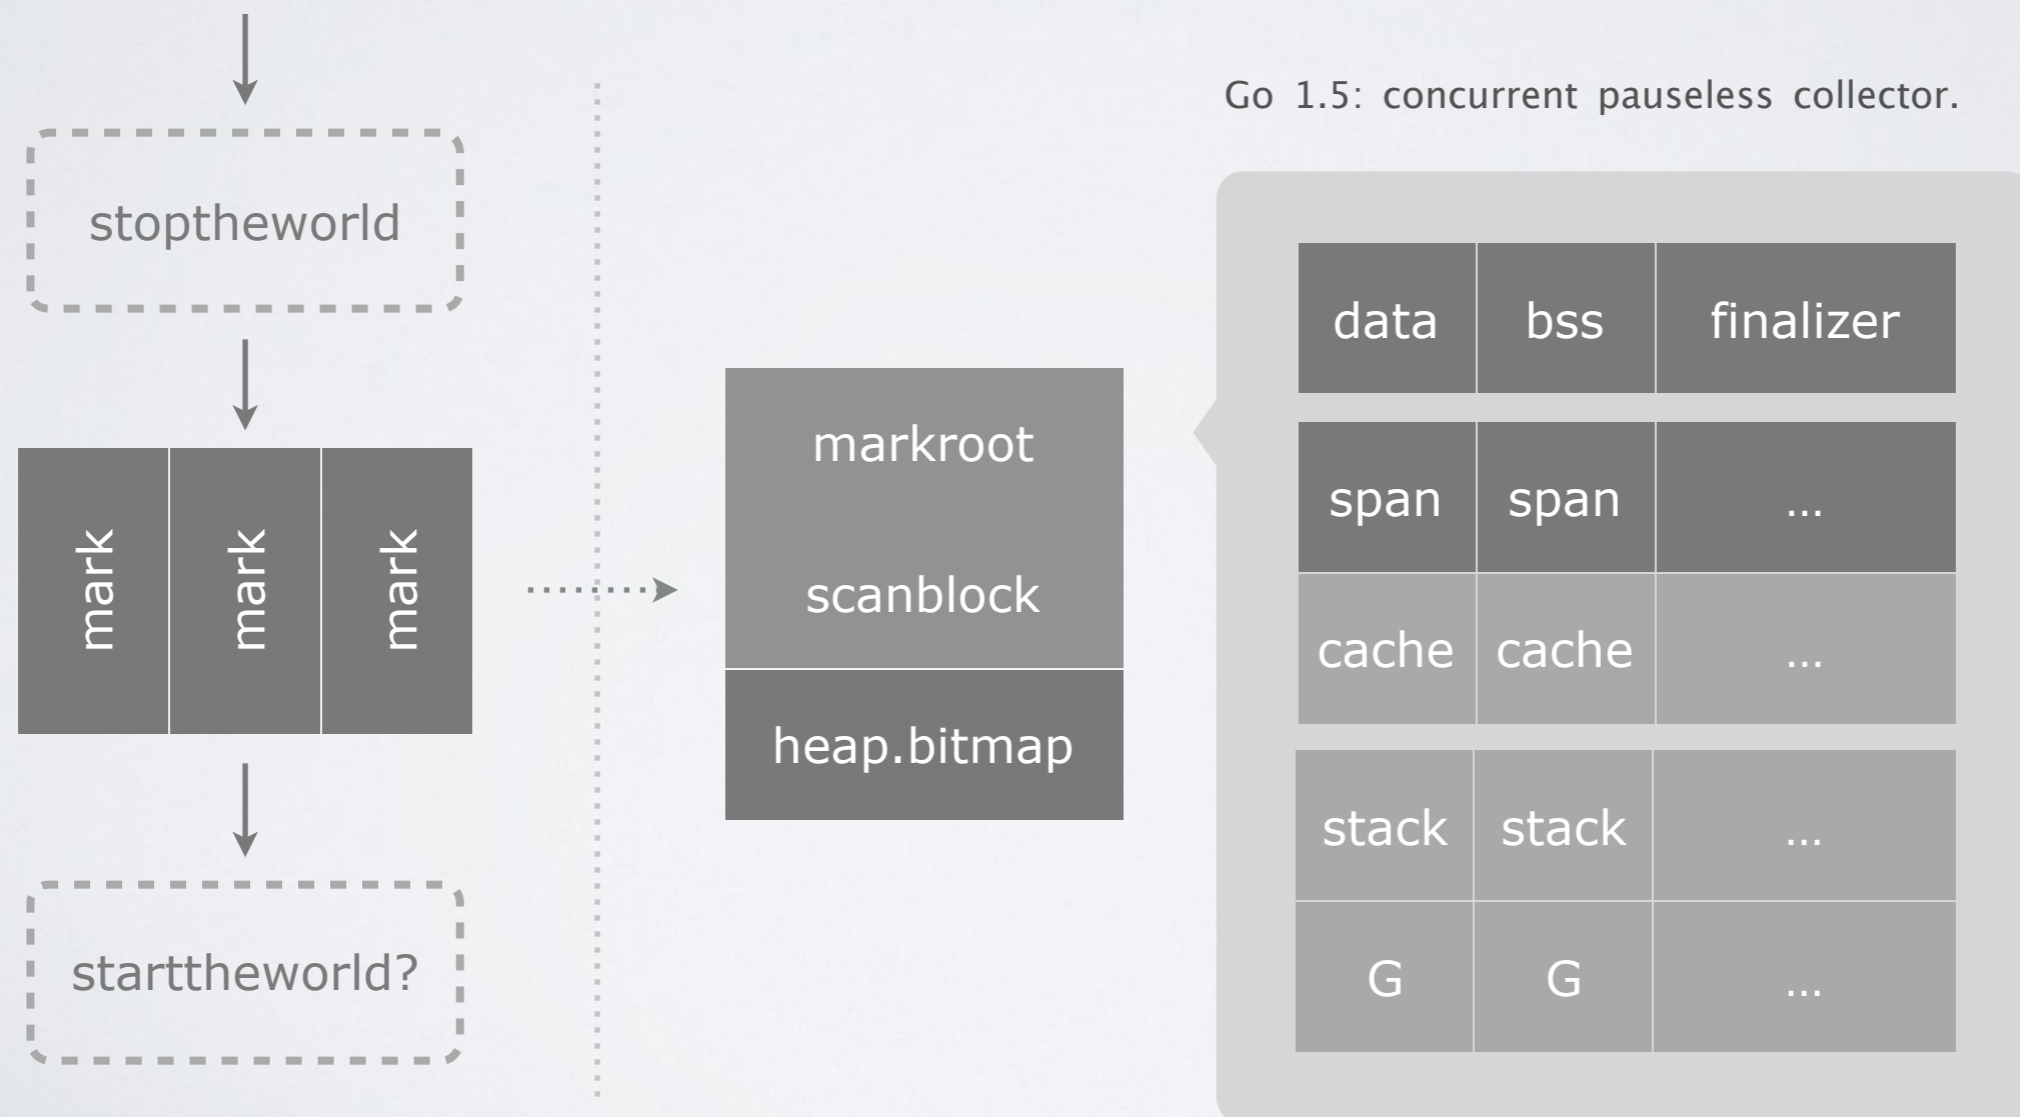 stoptheworld
mark mark mark
starttheworld?
markroot
scanblock
heap.bitmap
Go 1.5: concurrent pauseless collector.
data bss finalizer
span span ...
cache cache ...
stack stack ...
G G ...